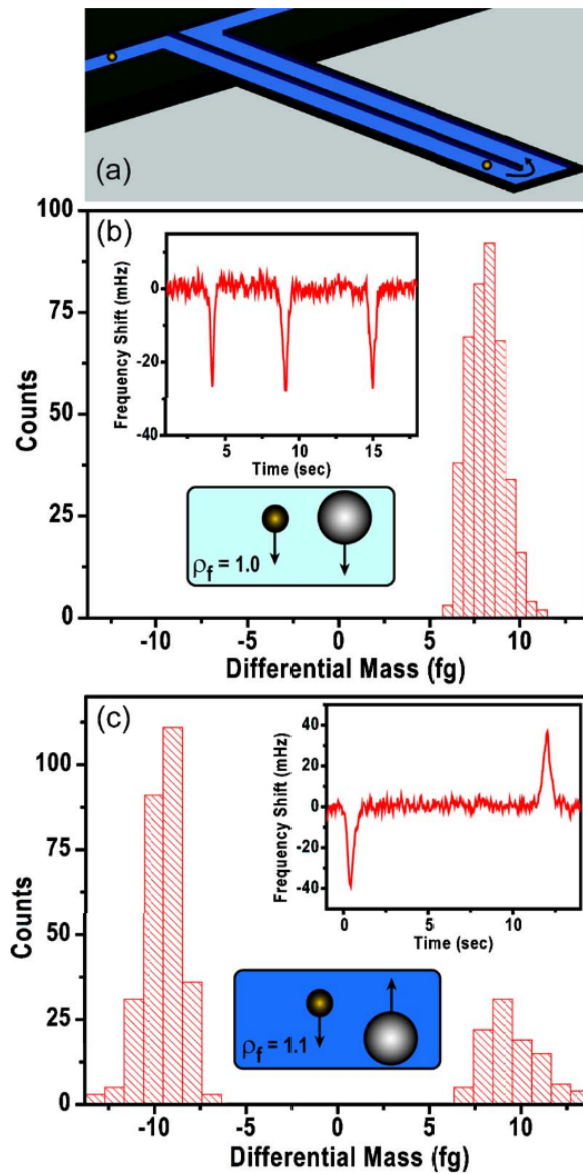 (a)
(b)
100
75
50
25
0
Counts
-10
-5
0
5
10
Differential Mass (fg)
0
-20
-40
Frequency Shift (mHz)
5
10
15
Time (sec)
ρf = 1.0
(c)
100
75
50
25
0
Counts
-10
-5
0
5
10
Differential Mass (fg)
40
20
0
-20
-40
Frequency Shift (mHz)
0
5
10
Time (sec)
ρf = 1.1